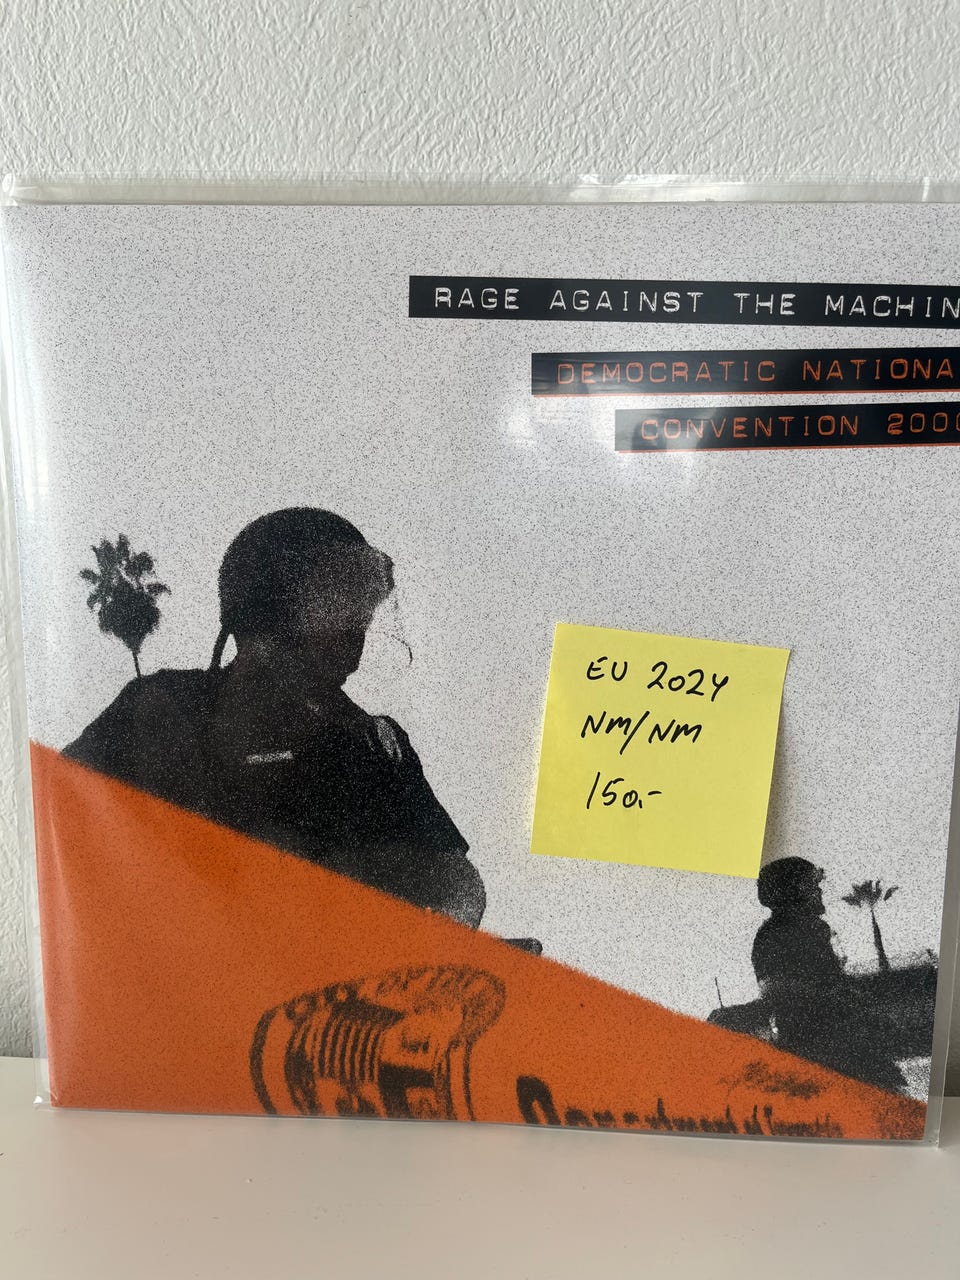 RAGE AGAINST THE MACHIN
DEMOCRATIC NATIONA
CONVENTION 200
EU 2024
NM/NM
150,-